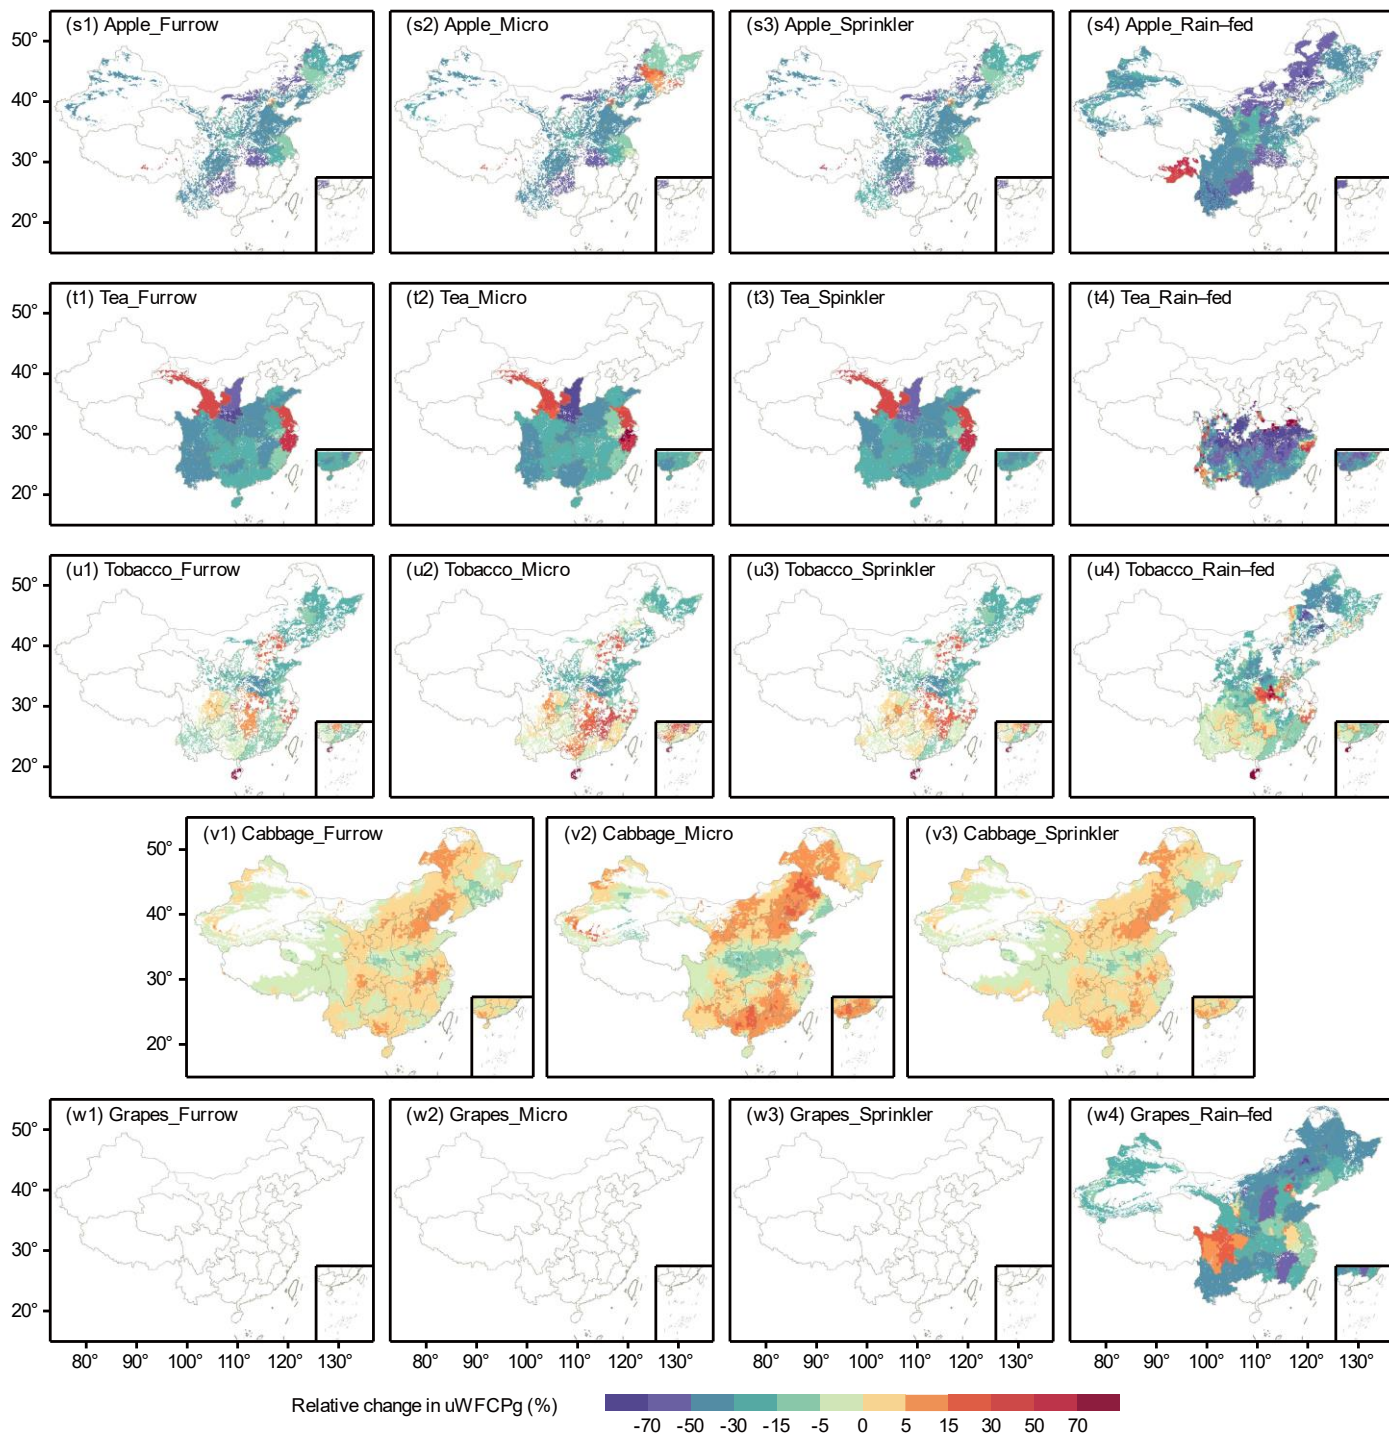 (s1) Apple_Furrow (s2) Apple_Micro (s3) Apple_Sprinkler (s4) Apple_Rain–fed
50°
40°
30°
20°
(t1) Tea_Furrow (t2) Tea_Micro (t3) Tea_Spinkler (t4) Tea_Rain–fed
50°
40°
30°
20°
(u1) Tobacco_Furrow (u2) Tobacco_Micro (u3) Tobacco_Sprinkler (u4) Tobacco_Rain–fed
50°
40°
30°
20°
(v1) Cabbage_Furrow (v2) Cabbage_Micro (v3) Cabbage_Sprinkler
50°
40°
30°
20°
(w1) Grapes_Furrow (w2) Grapes_Micro (w3) Grapes_Sprinkler (w4) Grapes_Rain–fed
50°
40°
30°
20°
80° 90° 100° 110° 120° 130° 80° 90° 100° 110° 120° 130° 80° 90° 100° 110° 120° 130° 80° 90° 100° 110° 120° 130°
Relative change in uWFCPg (%)
-70 -50 -30 -15 -5 0 5 15 30 50 70